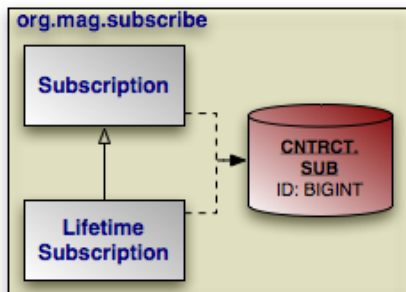 org.mag.subscribe
Subscription
CNTRCT.
SUB
ID: BIGINT
Lifetime
Subscription